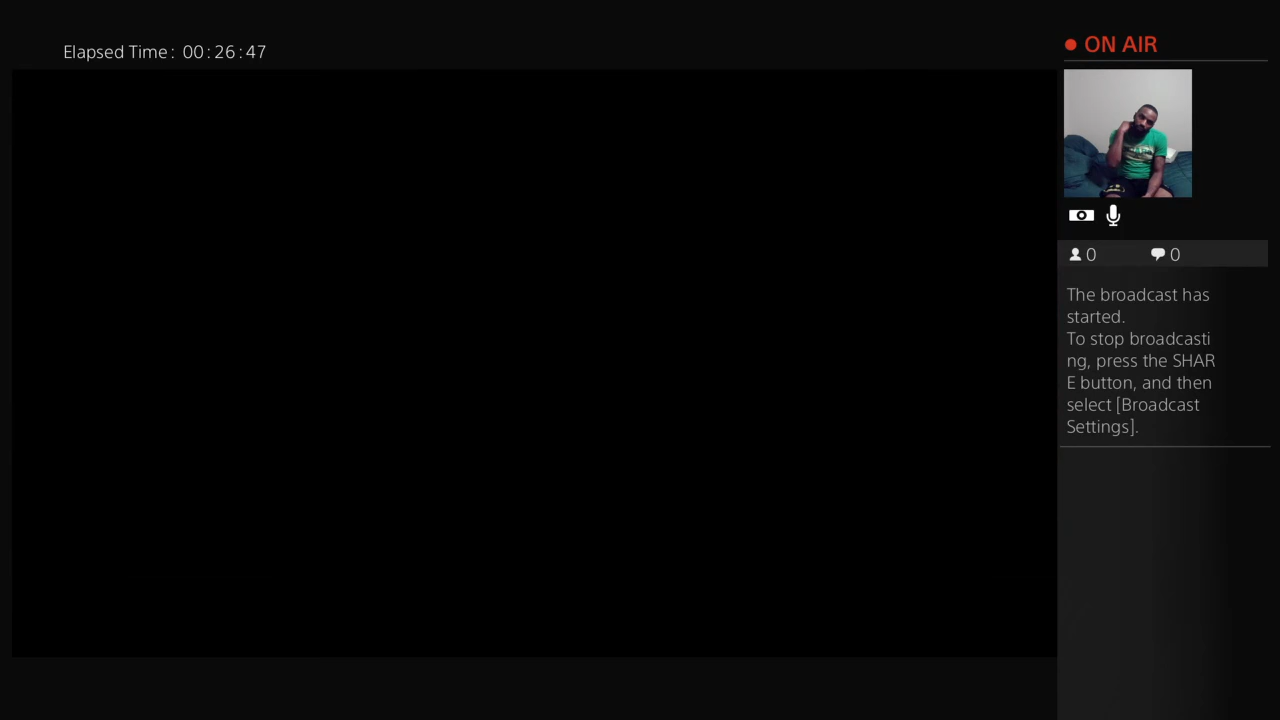 Elapsed Time: 00:26:47
ON AIR
0 0
The broadcast has
started.
To stop broadcasti
ng, press the SHAR
E button, and then
select [Broadcast
Settings].